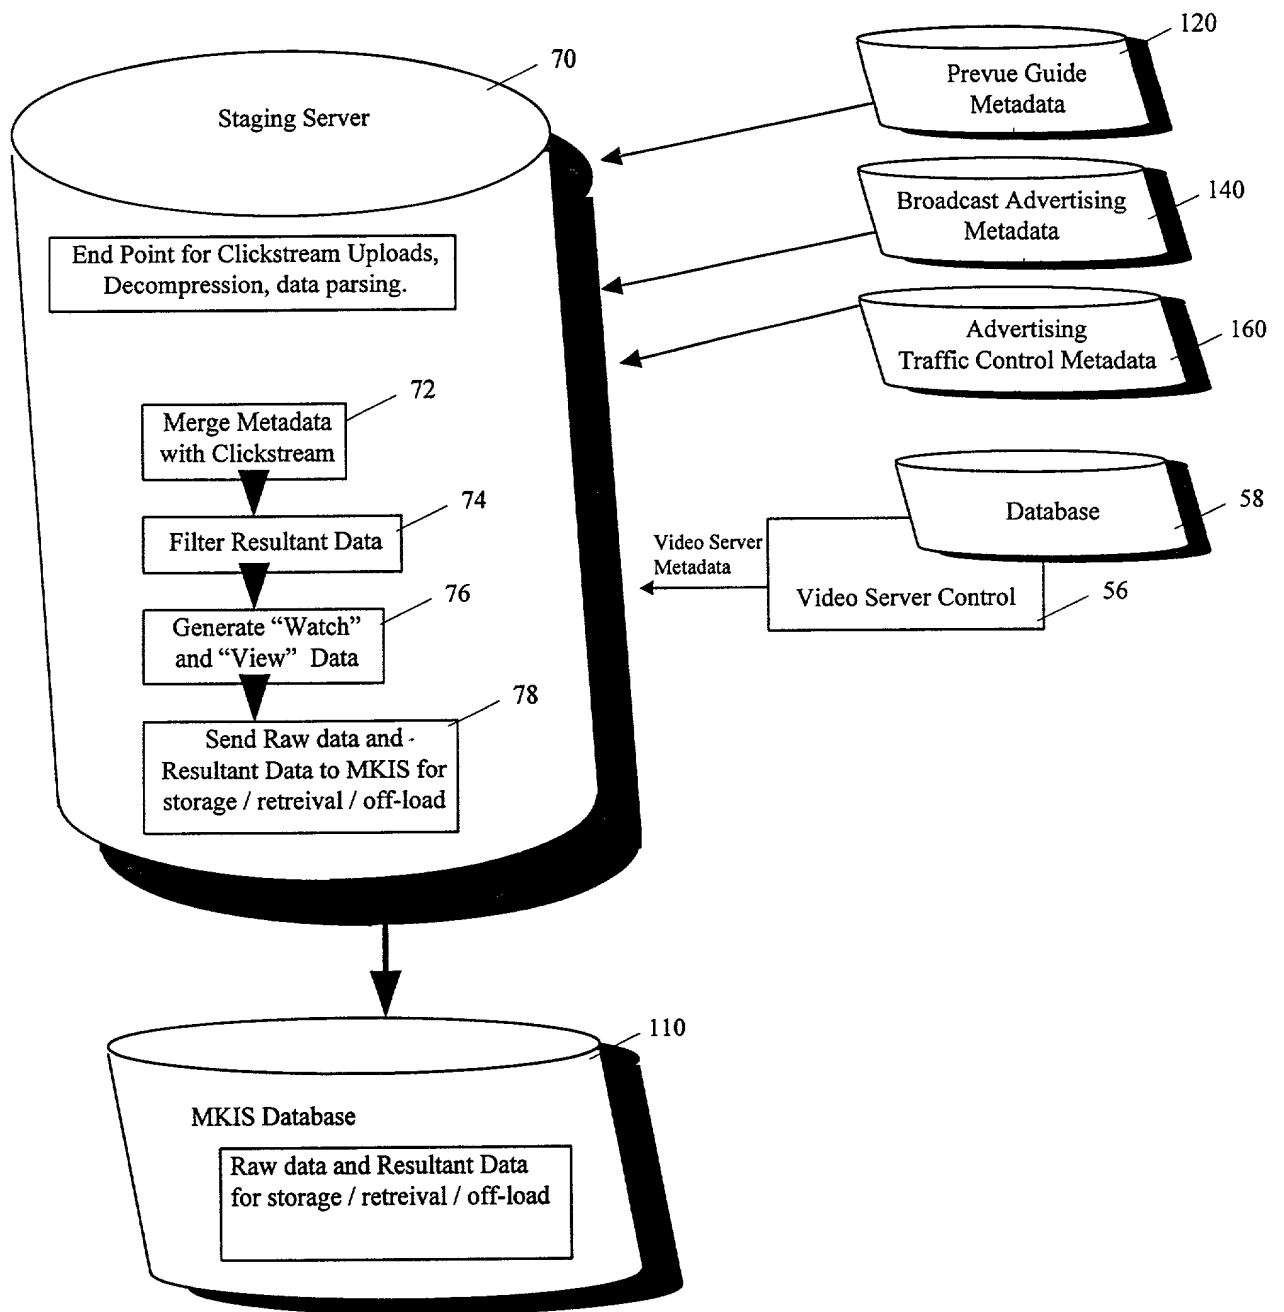 70
Staging Server
End Point for Clickstream Uploads,
Decompression, data parsing.
72
Merge Metadata
with Clickstream
74
Filter Resultant Data
76
Generate “Watch”
and “View” Data
78
Send Raw data and
Resultant Data to MKIS for
storage / retreival / off-load
120
Prevue Guide
Metadata
140
Broadcast Advertising
Metadata
160
Advertising
Traffic Control Metadata
58
Database
Video Server
Metadata
Video Server Control
56
110
MKIS Database
Raw data and Resultant Data
for storage / retreival / off-load